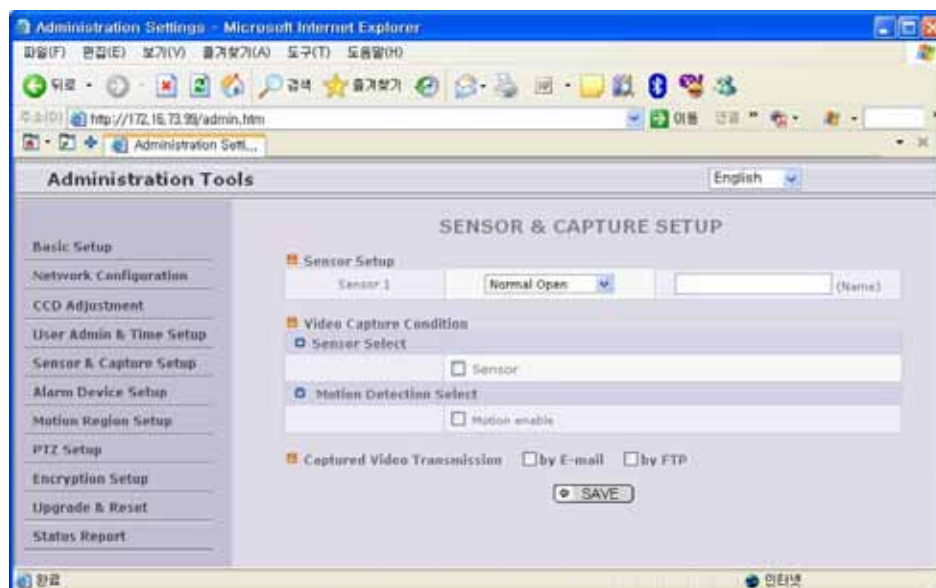 Administration Settings - Microsoft Internet Explorer
파일(F) 편집(E) 보기(V) 즐겨찾기(A) 도구(T) 도움말(H)
뒤로 검색 즐겨찾기
주소(D) http://172.16.73.99/admin.htm 이동 연결 »
Administration Sett...
Administration Tools
English
SENSOR & CAPTURE SETUP
Basic Setup
Network Configuration
CCD Adjustment
User Admin & Time Setup
Sensor & Capture Setup
Alarm Device Setup
Motion Region Setup
PTZ Setup
Encryption Setup
Upgrade & Reset
Status Report
Sensor Setup
Sensor 1 Normal Open (Name)
Video Capture Condition
Sensor Select
Sensor
Motion Detection Select
Motion enable
Captured Video Transmission by E-mail by FTP
SAVE
완료 인터넷